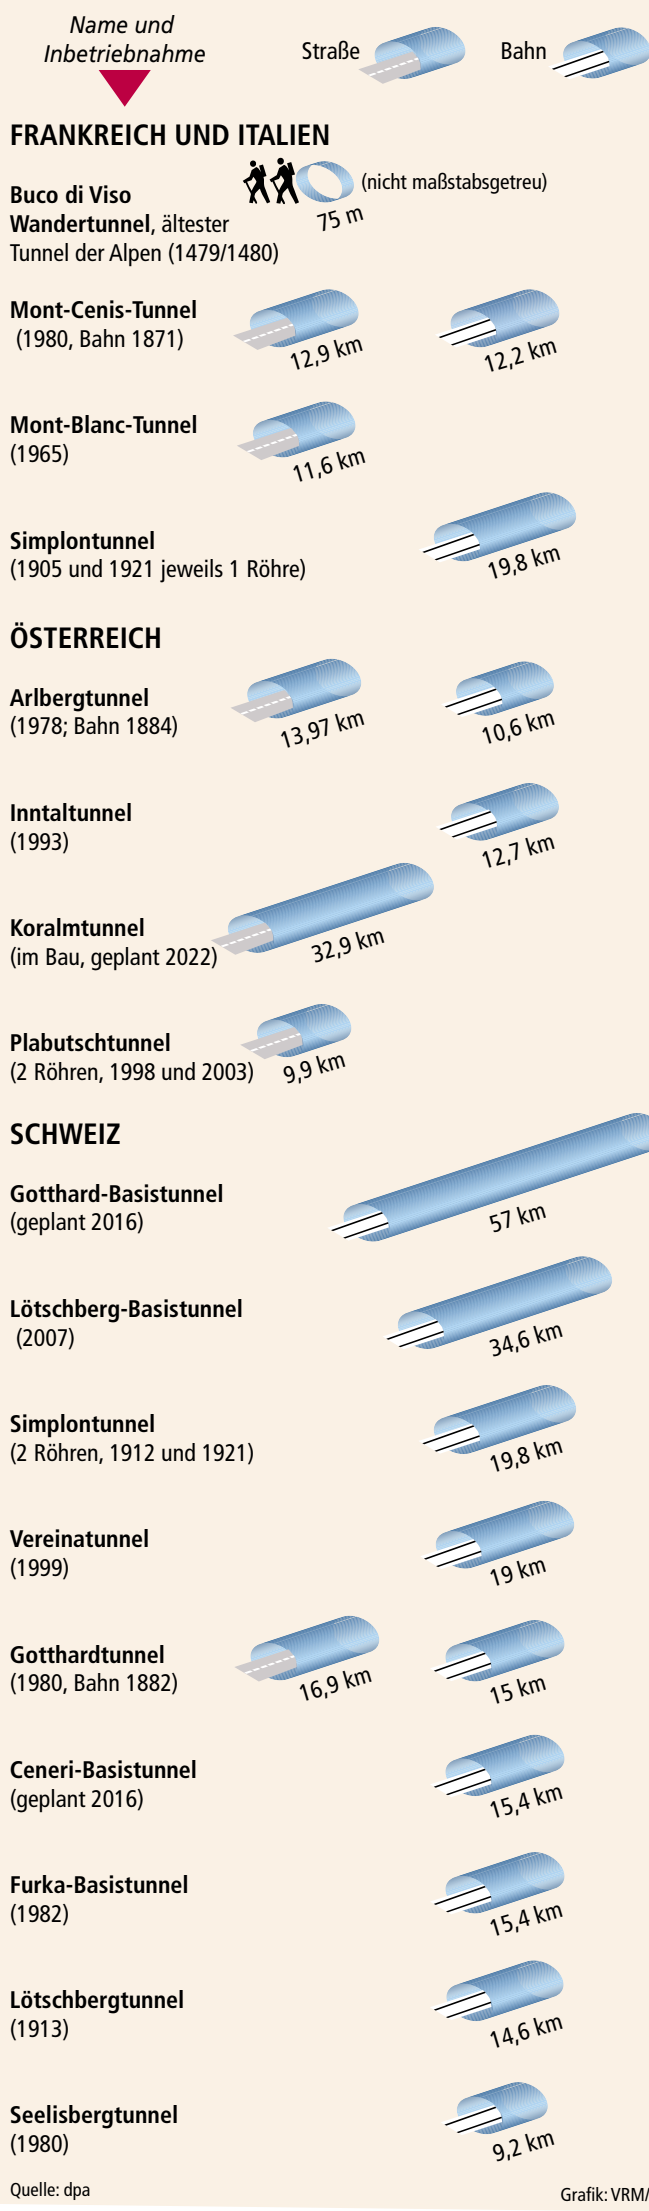 Name und
Inbetriebnahme
Straße
Bahn
FRANKREICH UND ITALIEN
Buco di Viso
Wandertunnel, ältester
Tunnel der Alpen (1479/1480)
(nicht maßstabsgetreu)
75 m
Mont-Cenis-Tunnel
(1980, Bahn 1871)
12,9 km
12,2 km
Mont-Blanc-Tunnel
(1965)
11,6 km
Simplontunnel
(1905 und 1921 jeweils 1 Röhre)
19,8 km
ÖSTERREICH
Arlbergtunnel
(1978; Bahn 1884)
13,97 km
10,6 km
Inntaltunnel
(1993)
12,7 km
Koralmtunnel
(im Bau, geplant 2022)
32,9 km
Plabutschtunnel
(2 Röhren, 1998 und 2003)
9,9 km
SCHWEIZ
Gotthard-Basistunnel
(geplant 2016)
57 km
Lötschberg-Basistunnel
(2007)
34,6 km
Simplontunnel
(2 Röhren, 1912 und 1921)
19,8 km
Vereinatunnel
(1999)
19 km
Gotthardtunnel
(1980, Bahn 1882)
16,9 km
15 km
Ceneri-Basistunnel
(geplant 2016)
15,4 km
Furka-Basistunnel
(1982)
15,4 km
Lötschbergtunnel
(1913)
14,6 km
Seelisbergtunnel
(1980)
9,2 km
Quelle: dpa
Grafik: VRM/